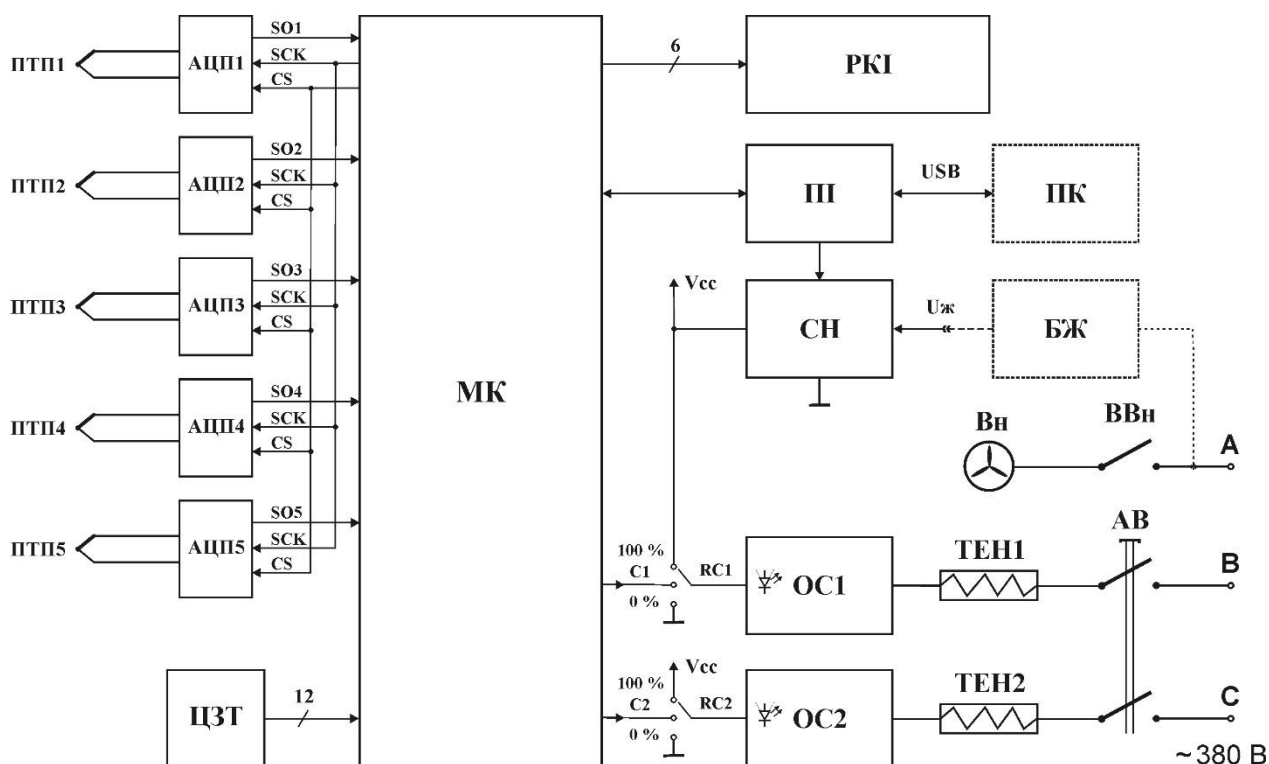 ПТП1
АЦП1
SO1
SCK
CS
ПТП2
АЦП2
SO2
SCK
CS
ПТП3
АЦП3
SO3
SCK
CS
ПТП4
АЦП4
SO4
SCK
CS
ПТП5
АЦП5
SO5
SCK
CS
ЦЗТ
12
МК
6
РКІ
ПІ
USB
ПК
Vcc
СН
Uж
БЖ
Вн
ВВн
A
100 %
C1
0 %
RC1
ОС1
ТЕН1
АВ
B
Vcc
100 %
C2
0 %
RC2
ОС2
ТЕН2
C
~380 В